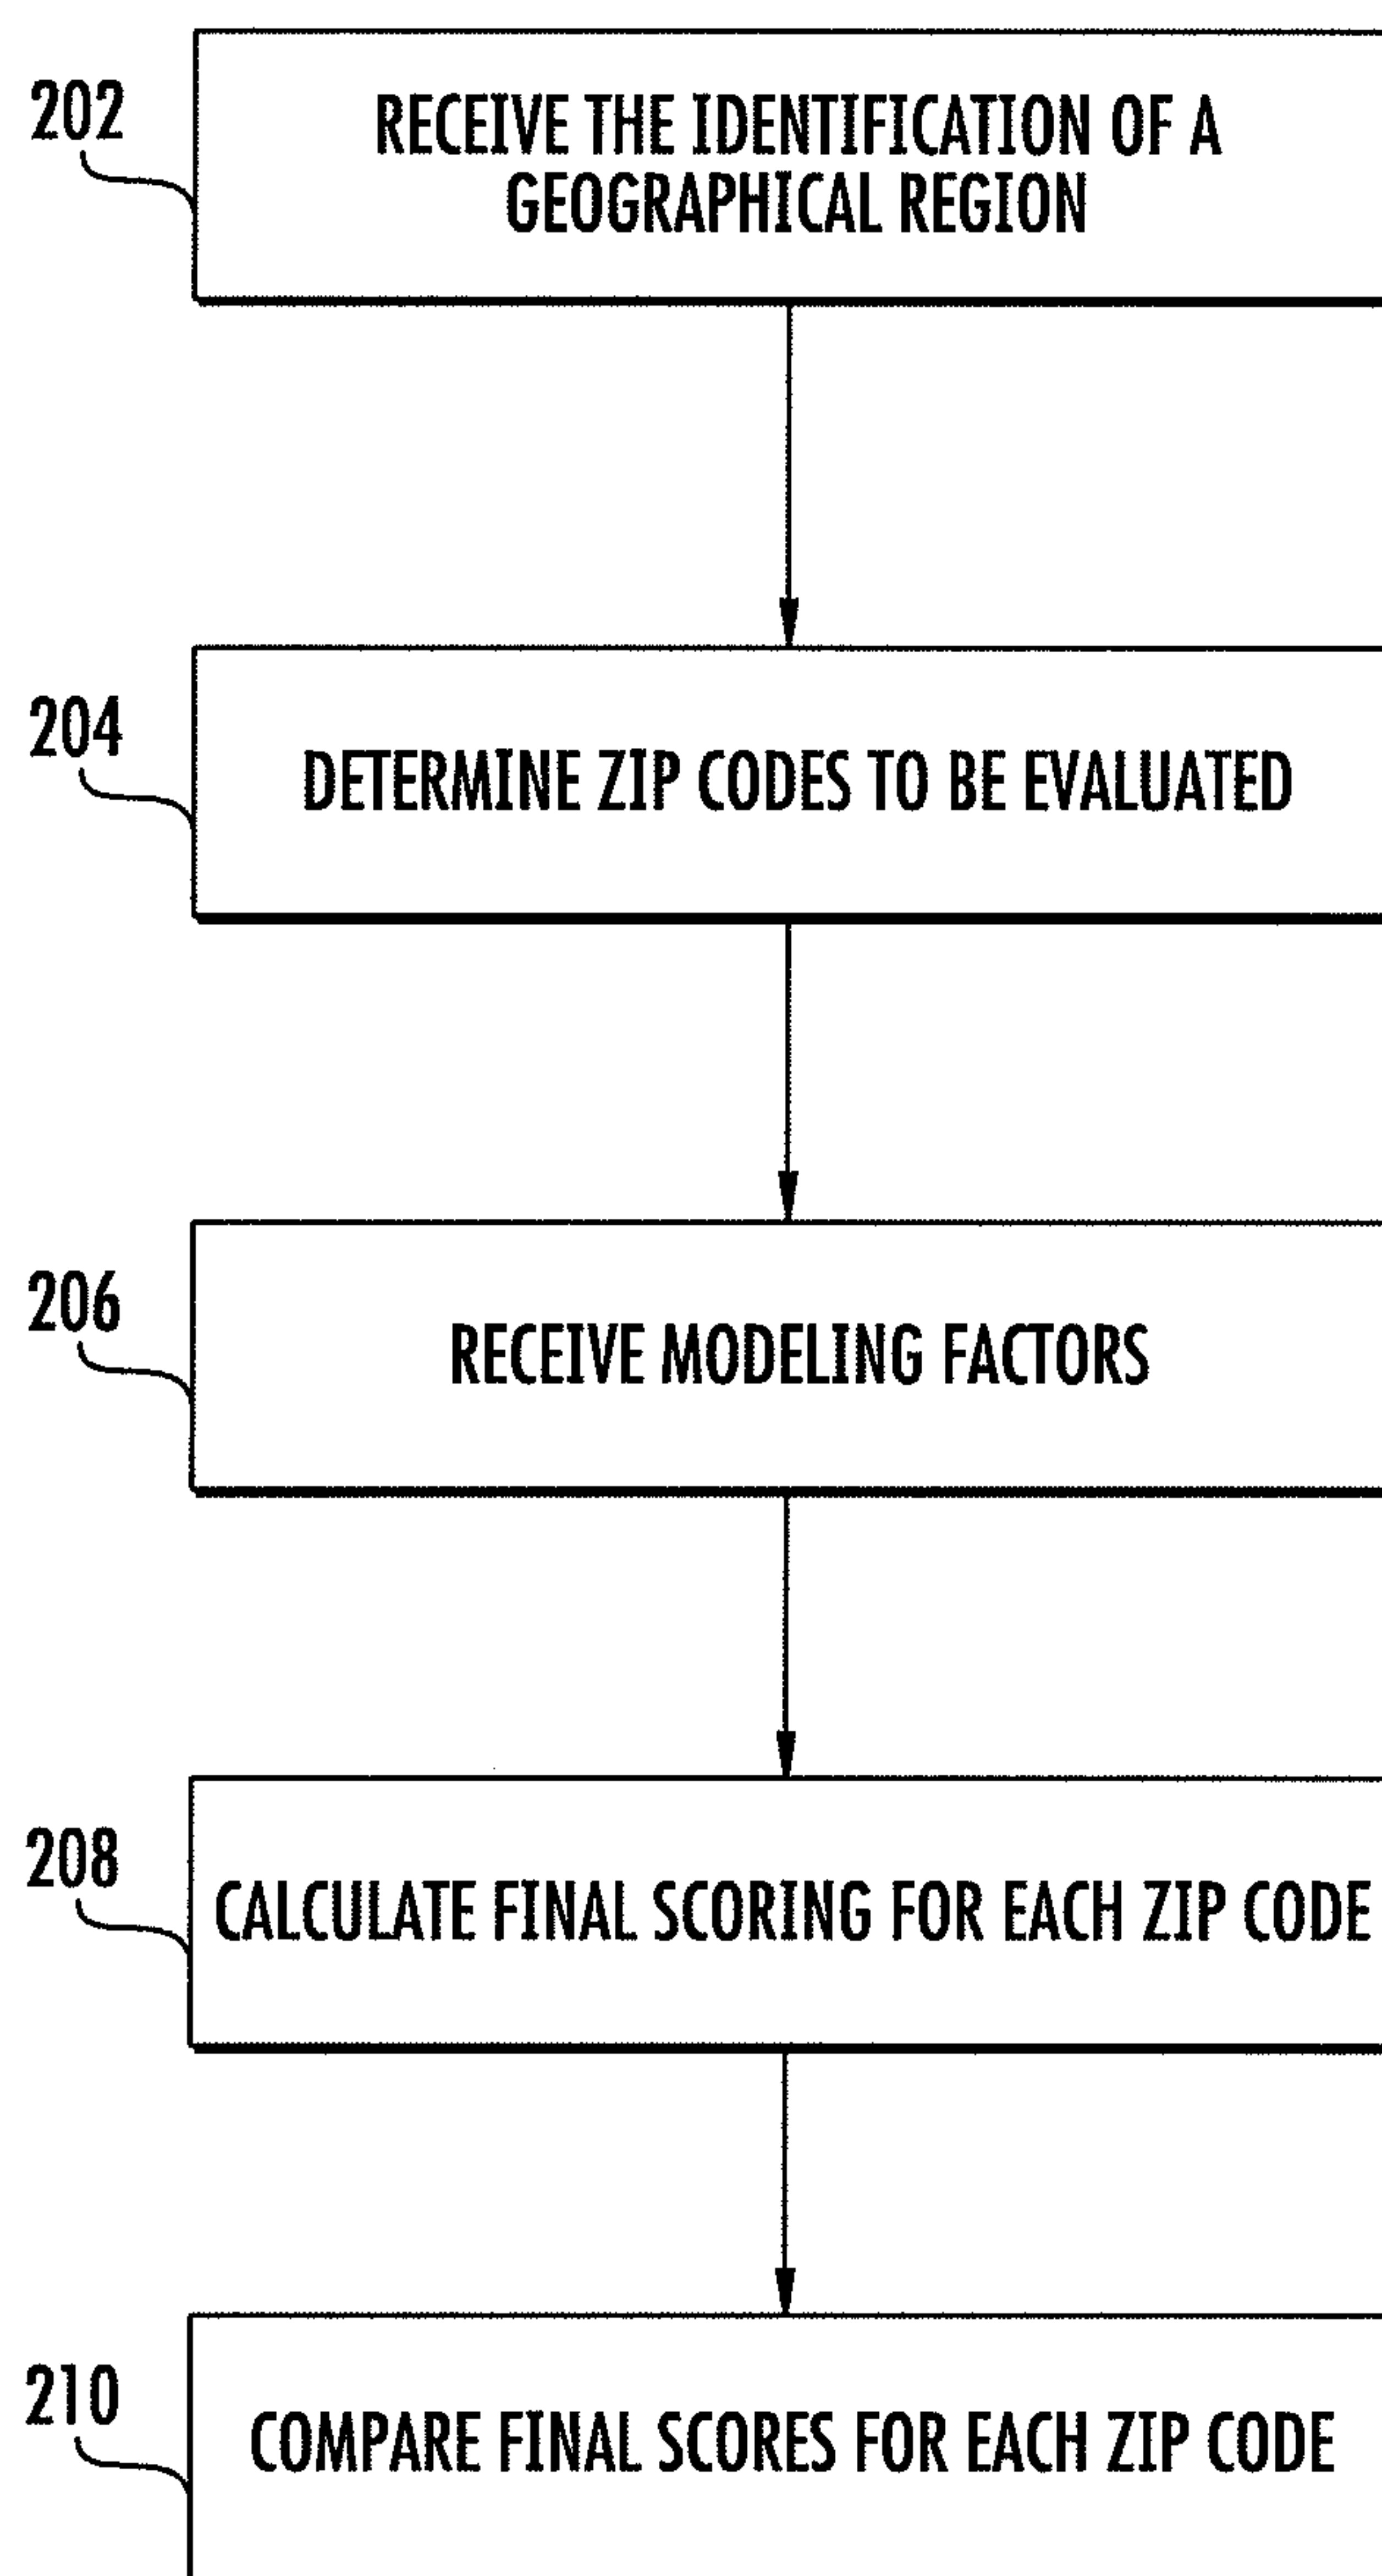 202
RECEIVE THE IDENTIFICATION OF A
GEOGRAPHICAL REGION
204
DETERMINE ZIP CODES TO BE EVALUATED
206
RECEIVE MODELING FACTORS
208
CALCULATE FINAL SCORING FOR EACH ZIP CODE
210
COMPARE FINAL SCORES FOR EACH ZIP CODE